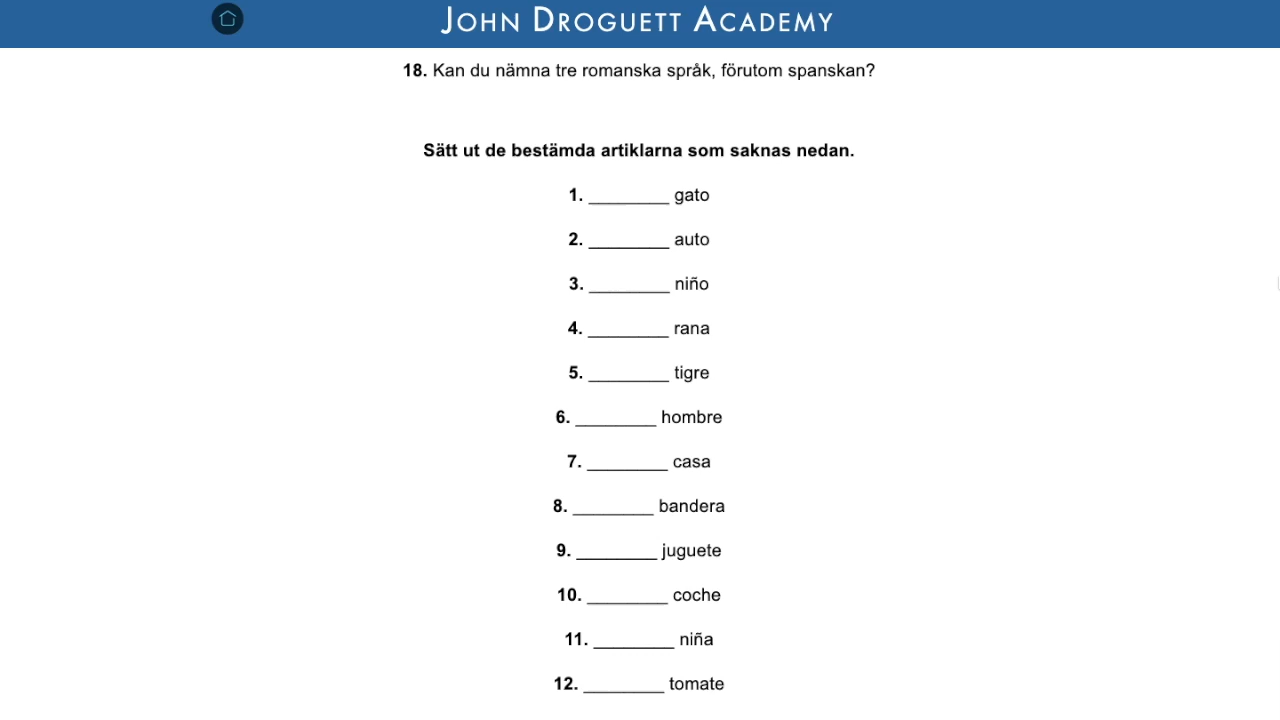 JOHN DROGUETT ACADEMY
18. Kan du nämna tre romanska språk, förutom spanskan?
Sätt ut de bestämda artiklarna som saknas nedan.
1. ________ gato
2. ________ auto
3. ________ niño
4. ________ rana
5. ________ tigre
6. ________ hombre
7. ________ casa
8. ________ bandera
9. ________ juguete
10. ________ coche
11. ________ niña
12. ________ tomate